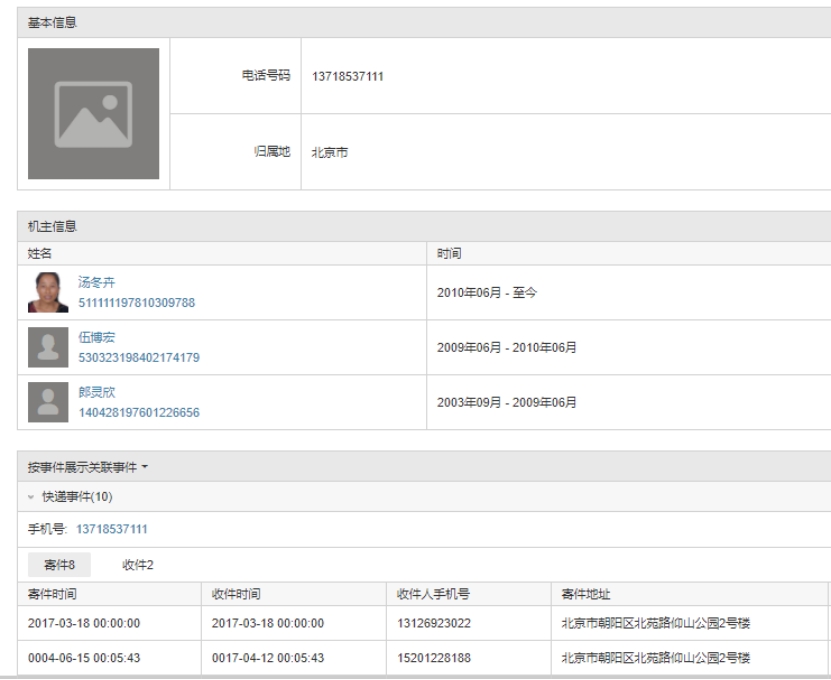 基本信息
电话号码 13718537111
归属地 北京市
机主信息
姓名 时间
汤冬卉
511111197810309788
2010年06月 - 至今
伍博宏
530323198402174179
2009年06月 - 2010年06月
郎灵欣
140428197601226656
2003年09月 - 2009年06月
按事件展示关联事件
快递事件(10)
手机号: 13718537111
寄件8 收件2
寄件时间 收件时间 收件人手机号 寄件地址
2017-03-18 00:00:00 2017-03-18 00:00:00 13126923022 北京市朝阳区北苑路仰山公园2号楼
0004-06-15 00:05:43 0017-04-12 00:05:43 15201228188 北京市朝阳区北苑路仰山公园2号楼